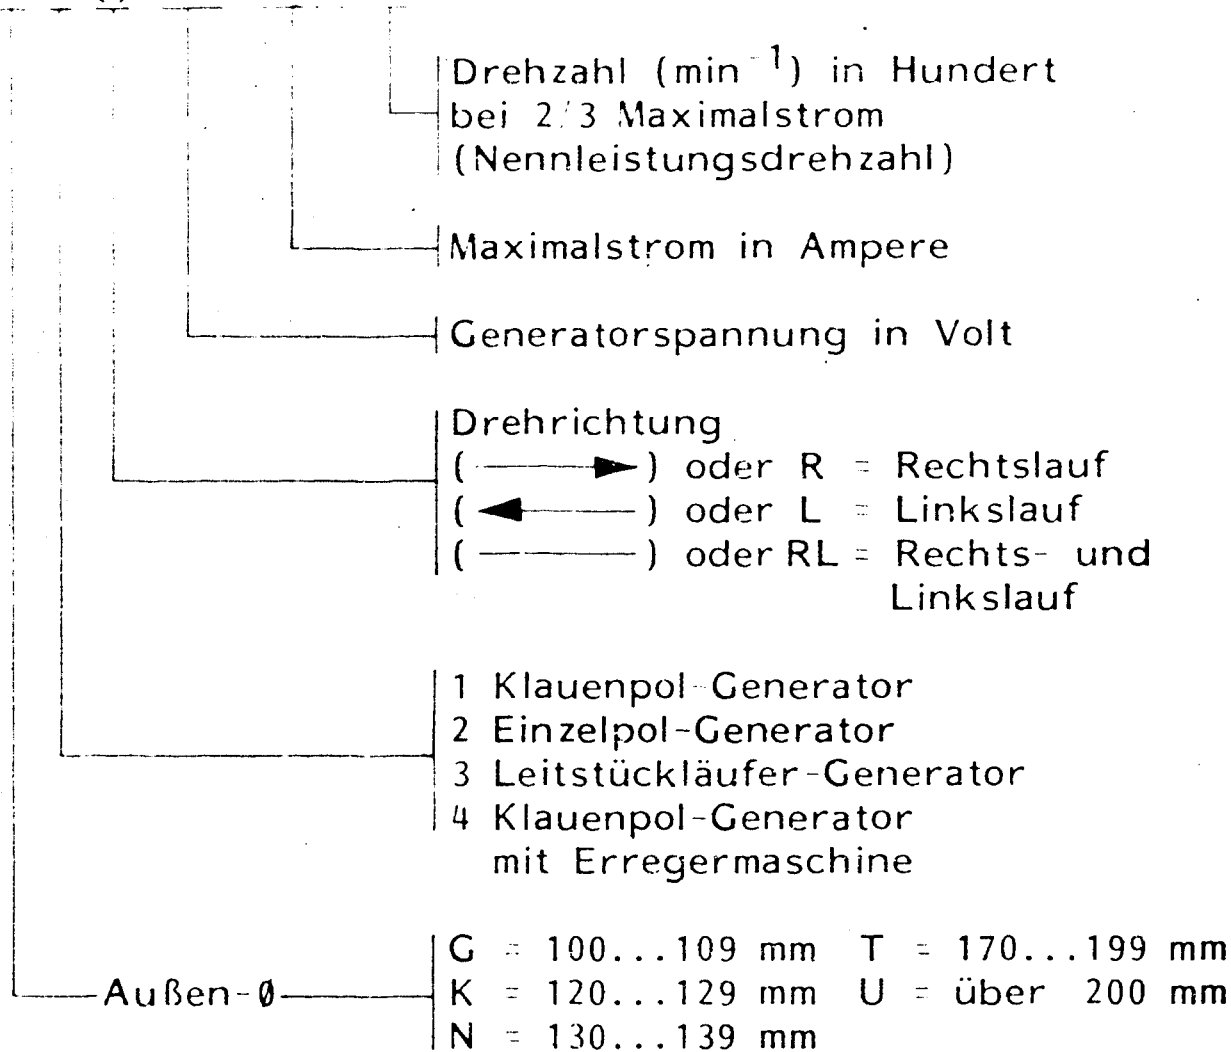 Drehzahl (min⁻¹) in Hundert
bei 2/3 Maximalstrom
(Nennleistungsdrehzahl)
Maximalstrom in Ampere
Generatorspannung in Volt
Drehrichtung
( ——▶ ) oder R = Rechtslauf
( ◀—— ) oder L = Linkslauf
( ——— ) oder RL = Rechts- und
Linkslauf
1 Klauenpol-Generator
2 Einzelpol-Generator
3 Leitstückläufer-Generator
4 Klauenpol-Generator
mit Erregermaschine
G = 100...109 mm T = 170...199 mm
Außen-Ø K = 120...129 mm U = über 200 mm
N = 130...139 mm